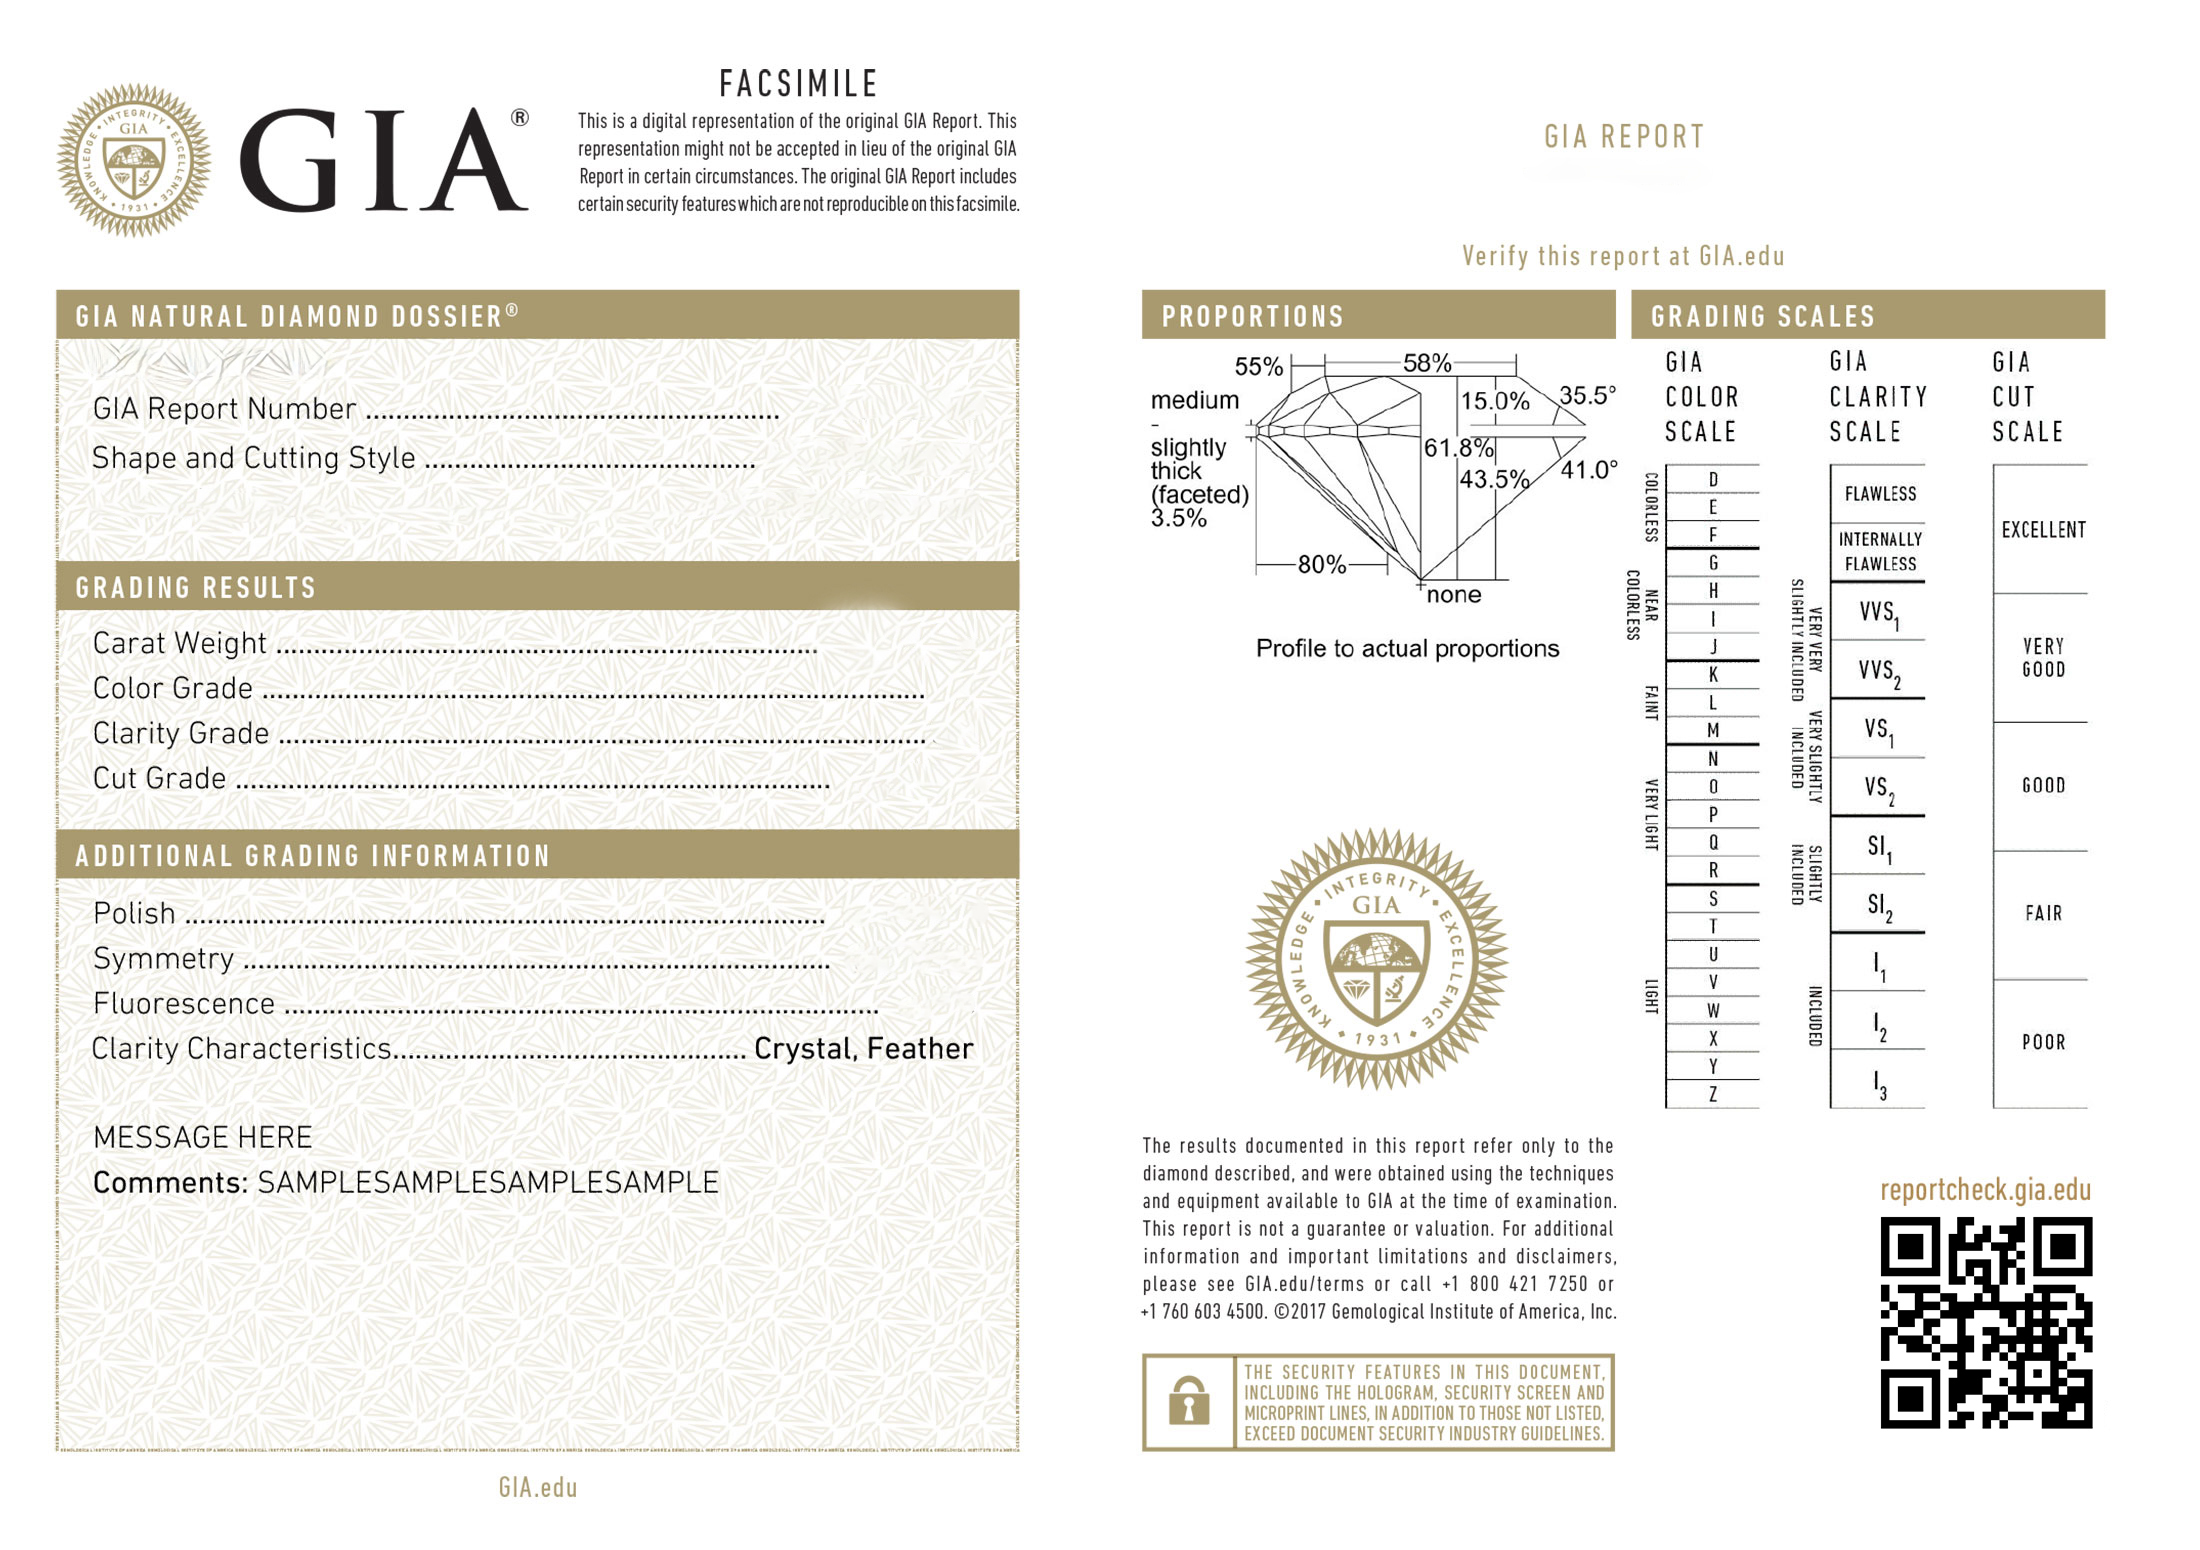 FACSIMILE
This is a digital representation of the original GIA Report. This
representation might not be accepted in lieu of the original GIA
Report in certain circumstances. The original GIA Report includes
certain security features which are not reproducible on this facsimile.
KNOWLEDGE • INTEGRITY • EXCELLENCE • 1931 •
GIA
GIA®
GIA NATURAL DIAMOND DOSSIER®
GIA Report Number .......................................................
Shape and Cutting Style ............................................
GRADING RESULTS
Carat Weight ........................................................................
Color Grade ........................................................................................
Clarity Grade ......................................................................................
Cut Grade ...............................................................................
ADDITIONAL GRADING INFORMATION
Polish .....................................................................................
Symmetry ..............................................................................
Fluorescence ...............................................................................
Clarity Characteristics............................................... Crystal, Feather
MESSAGE HERE
Comments: SAMPLESAMPLESAMPLESAMPLE
GIA.edu
GIA REPORT
Verify this report at GIA.edu
PROPORTIONS
55%
58%
medium
-
slightly
thick
(faceted)
3.5%
15.0%
35.5°
61.8%
43.5%
41.0°
80%
none
Profile to actual proportions
KNOWLEDGE • INTEGRITY • EXCELLENCE • 1931 •
GIA
The results documented in this report refer only to the
diamond described, and were obtained using the techniques
and equipment available to GIA at the time of examination.
This report is not a guarantee or valuation. For additional
information and important limitations and disclaimers,
please see GIA.edu/terms or call +1 800 421 7250 or
+1 760 603 4500. ©2017 Gemological Institute of America, Inc.
THE SECURITY FEATURES IN THIS DOCUMENT,
INCLUDING THE HOLOGRAM, SECURITY SCREEN AND
MICROPRINT LINES, IN ADDITION TO THOSE NOT LISTED,
EXCEED DOCUMENT SECURITY INDUSTRY GUIDELINES.
GRADING SCALES
GIA
COLOR
SCALE
COLORLESS
D
E
F
NEAR
COLORLESS
G
H
I
J
FAINT
K
L
M
VERY LIGHT
N
O
P
Q
R
LIGHT
S
T
U
V
W
X
Y
Z
GIA
CLARITY
SCALE
FLAWLESS
INTERNALLY
FLAWLESS
VERY VERY
SLIGHTLY INCLUDED
VVS1
VVS2
VERY SLIGHTLY
INCLUDED
VS1
VS2
SLIGHTLY
INCLUDED
SI1
SI2
INCLUDED
I1
I2
I3
GIA
CUT
SCALE
EXCELLENT
VERY
GOOD
GOOD
FAIR
POOR
reportcheck.gia.edu